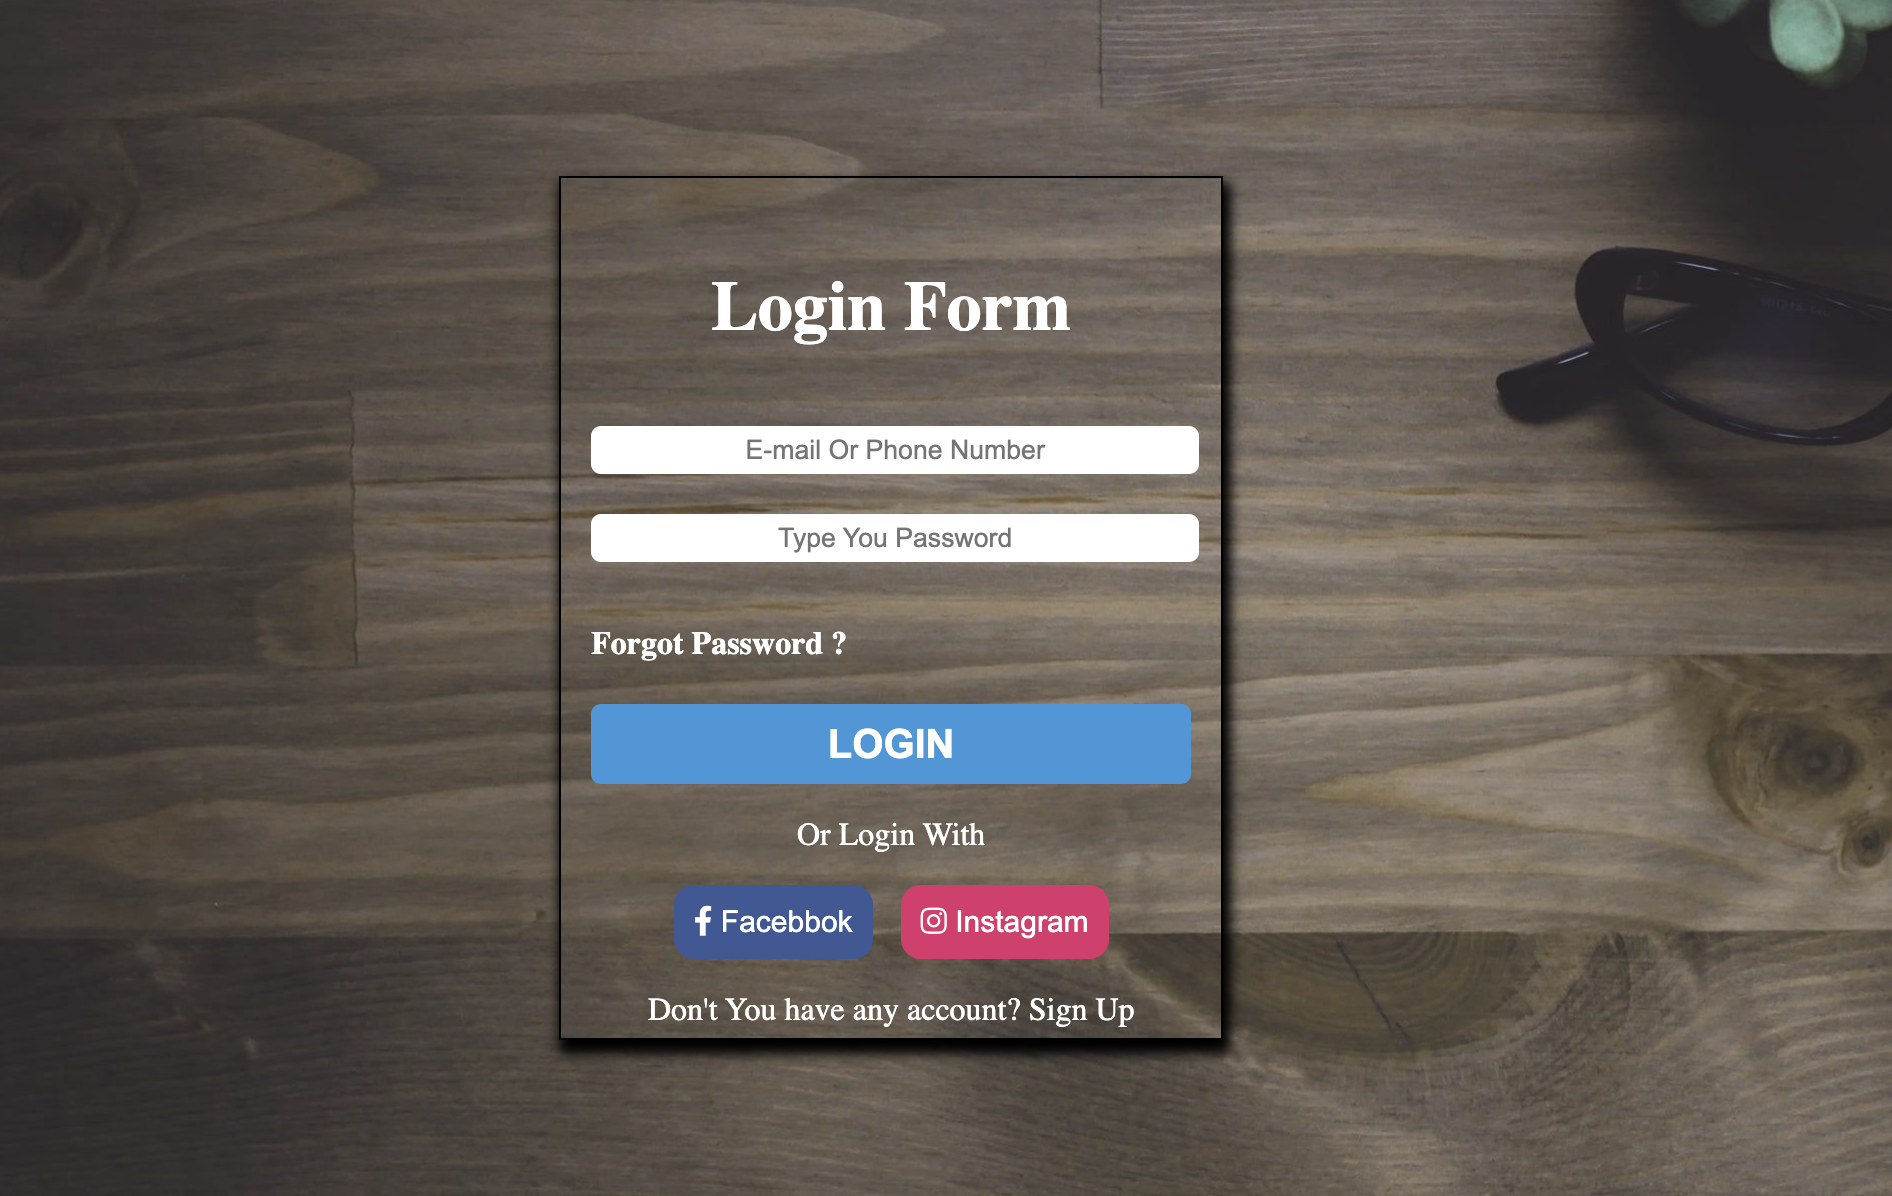 Login Form
E-mail Or Phone Number
Type You Password
Forgot Password ?
LOGIN
Or Login With
Facebbok Instagram
Don't You have any account? Sign Up